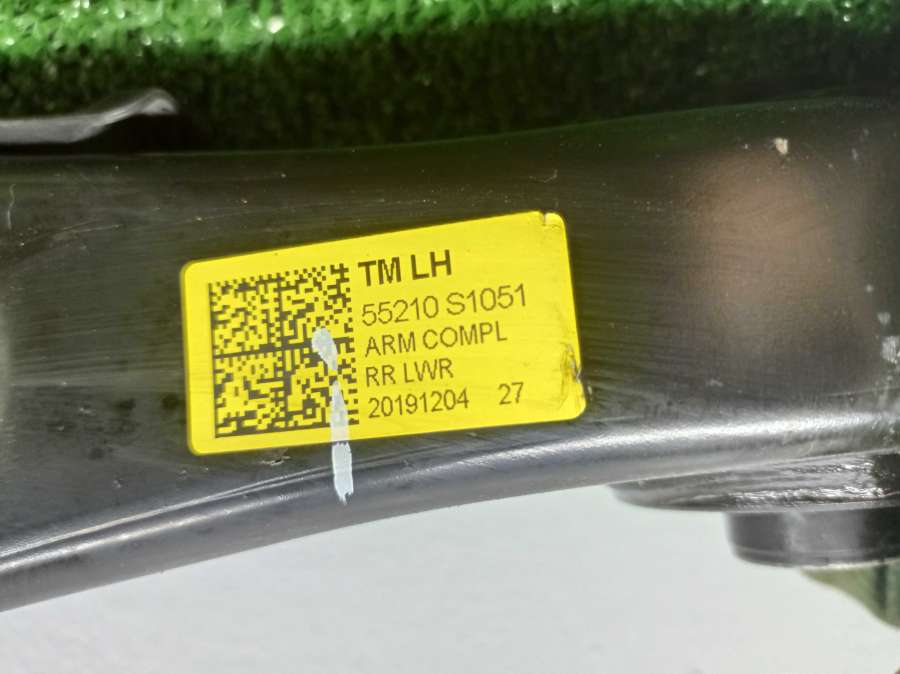 TM LH
55210 S1051
ARM COMPL
RR LWR
20191204 27